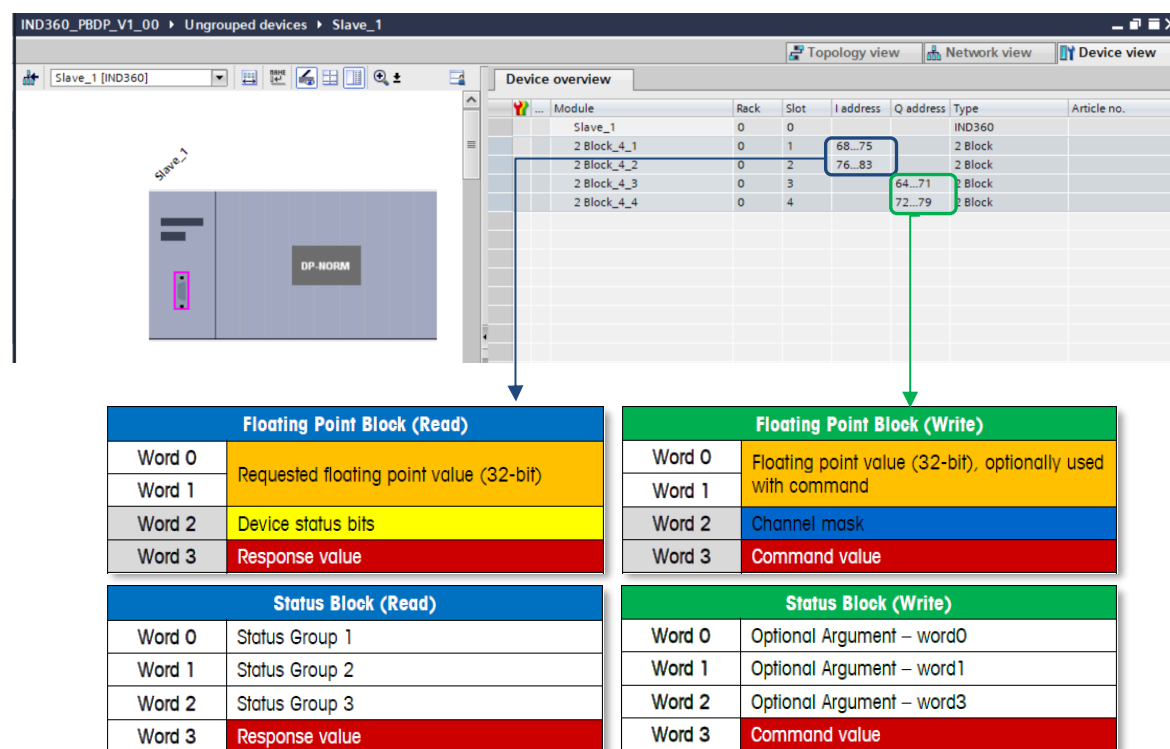 IND360_PBDP_V1_00 ▸ Ungrouped devices ▸ Slave_1
Topology view Network view Device view
Slave_1 [IND360]
Device overview
... Module Rack Slot I address Q address Type Article no.
Slave_1 0 0 IND360
2 Block_4_1 0 1 68...75 2 Block
2 Block_4_2 0 2 76...83 2 Block
2 Block_4_3 0 3 64...71 2 Block
2 Block_4_4 0 4 72...79 2 Block
Slave_1
DP-NORM
Floating Point Block (Read)
Word 0 Requested floating point value (32-bit)
Word 1
Word 2 Device status bits
Word 3 Response value
Floating Point Block (Write)
Word 0 Floating point value (32-bit), optionally used
Word 1 with command
Word 2 Channel mask
Word 3 Command value
Status Block (Read)
Word 0 Status Group 1
Word 1 Status Group 2
Word 2 Status Group 3
Word 3 Response value
Status Block (Write)
Word 0 Optional Argument – word0
Word 1 Optional Argument – word1
Word 2 Optional Argument – word3
Word 3 Command value